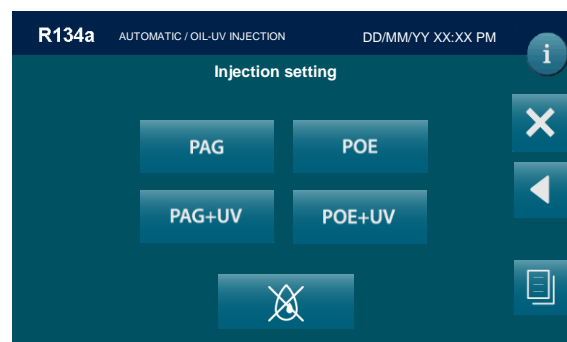 R134a AUTOMATIC / OIL-UV INJECTION DD/MM/YY XX:XX PM
i
Injection setting
PAG POE
PAG+UV POE+UV